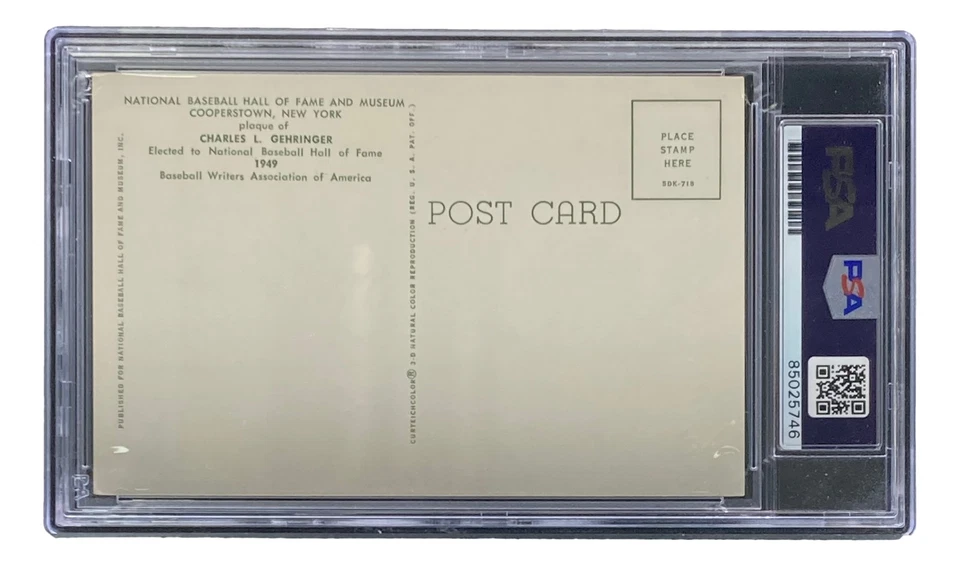 NATIONAL BASEBALL HALL OF FAME AND MUSEUM
COOPERSTOWN, NEW YORK
plaque of
CHARLES L. GEHRINGER
Elected to National Baseball Hall of Fame
1949
Baseball Writers Association of America
PUBLISHED FOR NATIONAL BASEBALL HALL OF FAME AND MUSEUM, INC.
CURTEICHCOLOR® 3-D NATURAL COLOR REPRODUCTION (REG. U. S. A. PAT. OFF.)
POST CARD
PLACE
STAMP
HERE
SDK-718
PSA
PSA
85025746